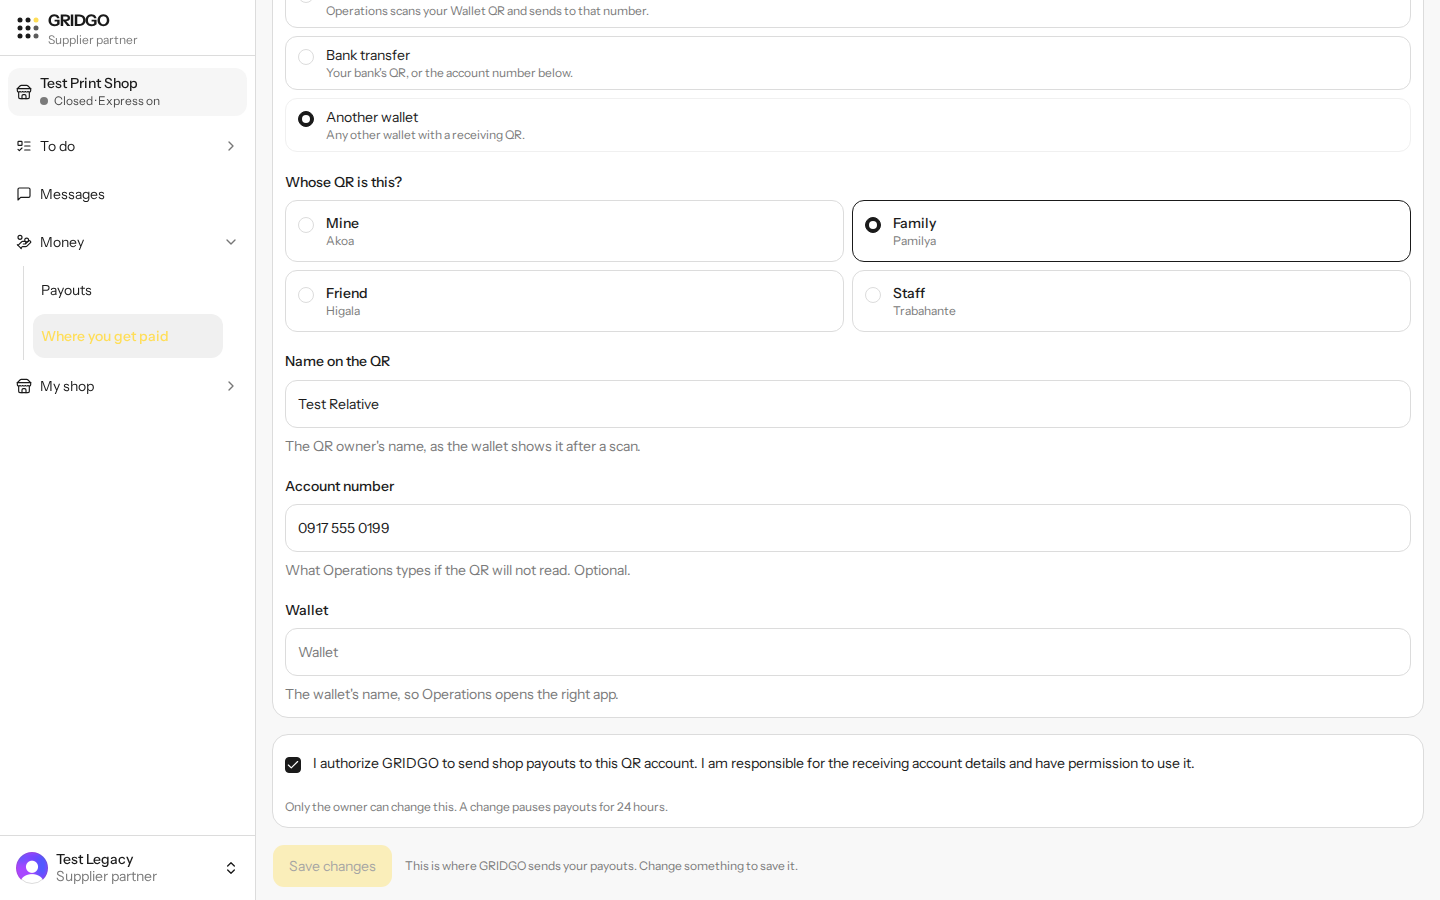 GRIDGO
Supplier partner
Test Print Shop
Closed · Express on
To do
Messages
Money
Payouts
Where you get paid
My shop
Test Legacy
Supplier partner
Operations scans your Wallet QR and sends to that number.
Bank transfer
Your bank's QR, or the account number below.
Another wallet
Any other wallet with a receiving QR.
Whose QR is this?
Mine
Akoa
Family
Pamilya
Friend
Higala
Staff
Trabahante
Name on the QR
Test Relative
The QR owner's name, as the wallet shows it after a scan.
Account number
0917 555 0199
What Operations types if the QR will not read. Optional.
Wallet
Wallet
The wallet's name, so Operations opens the right app.
I authorize GRIDGO to send shop payouts to this QR account. I am responsible for the receiving account details and have permission to use it.
Only the owner can change this. A change pauses payouts for 24 hours.
Save changes
This is where GRIDGO sends your payouts. Change something to save it.